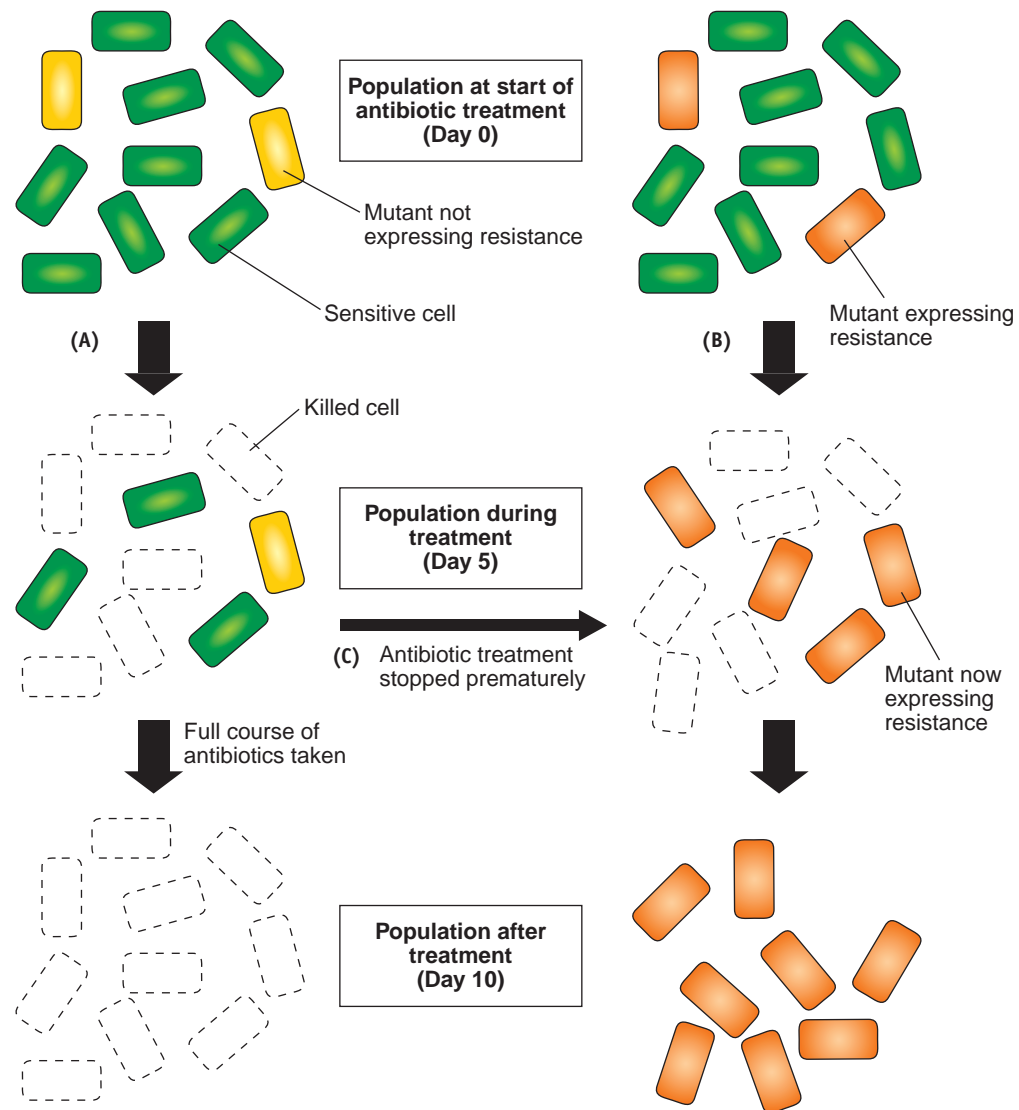 Population at start of
antibiotic treatment
(Day 0)
Mutant not
expressing resistance
Sensitive cell
Mutant expressing
resistance
(A)
(B)
Killed cell
Population during
treatment
(Day 5)
(C) Antibiotic treatment
stopped prematurely
Mutant now
expressing
resistance
Full course of
antibiotics taken
Population after
treatment
(Day 10)